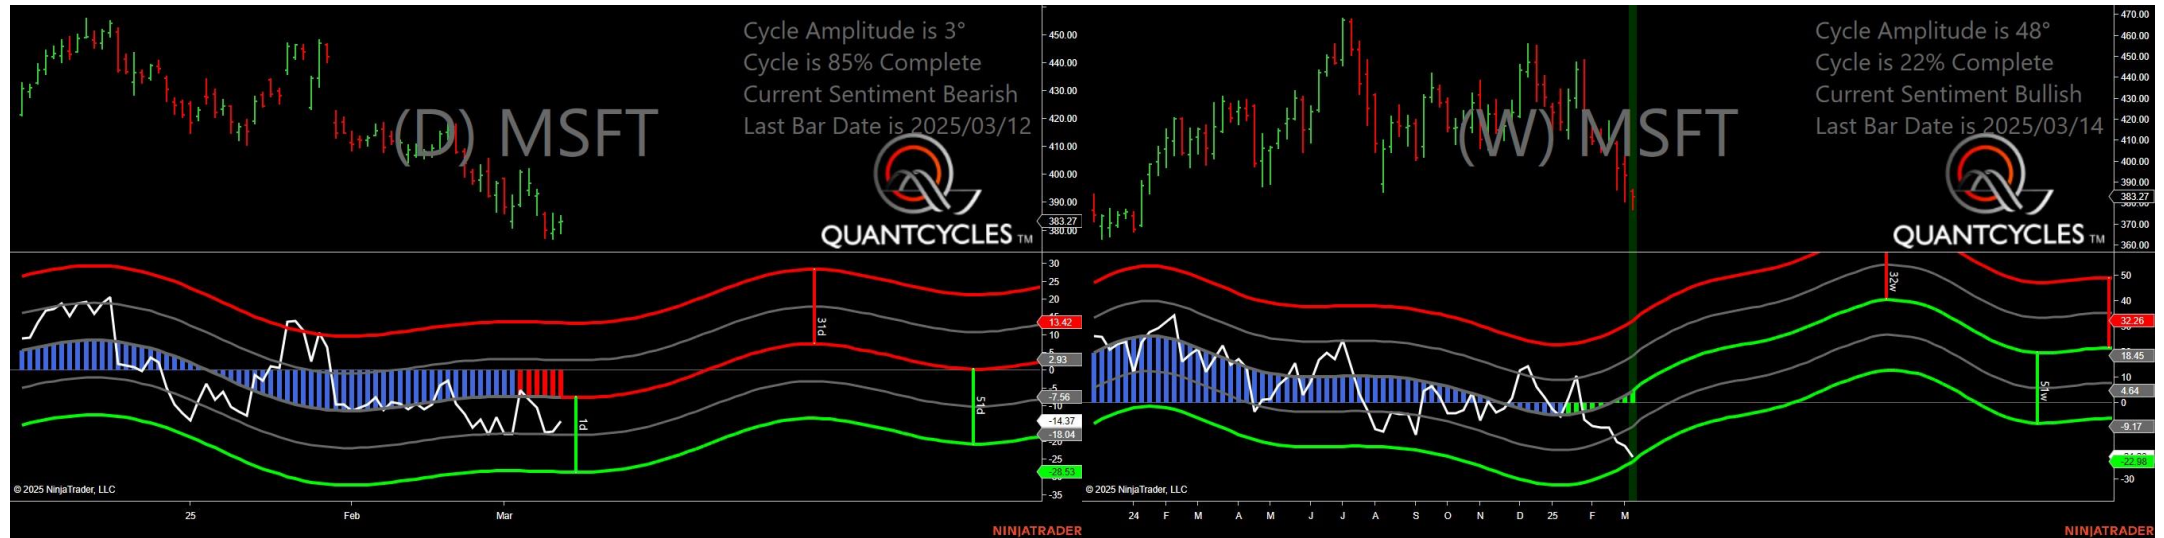 Cycle Amplitude is 3°
Cycle is 85% Complete
Current Sentiment Bearish
Last Bar Date is 2025/03/12
(D) MSFT
QUANTCYCLES TM
450.00
440.00
430.00
420.00
410.00
400.00
390.00
383.27
380.00
30
25
20
15
13.42
10
5
2.93
0
-5
-7.56
-10
-14.37
-18.04
-20
-25
-28.53
-35
31d
1d
51d
© 2025 NinjaTrader, LLC
25
Feb
Mar
NINJATRADER
Cycle Amplitude is 48°
Cycle is 22% Complete
Current Sentiment Bullish
Last Bar Date is 2025/03/14
(W) MSFT
QUANTCYCLES TM
470.00
460.00
450.00
440.00
430.00
420.00
410.00
400.00
390.00
383.27
370.00
360.00
50
40
32.26
18.45
10
4.64
0
-9.17
-22.98
-30
32w
51w
© 2025 NinjaTrader, LLC
24
F
M
A
M
J
J
A
S
O
N
D
25
F
M
NINJATRADER